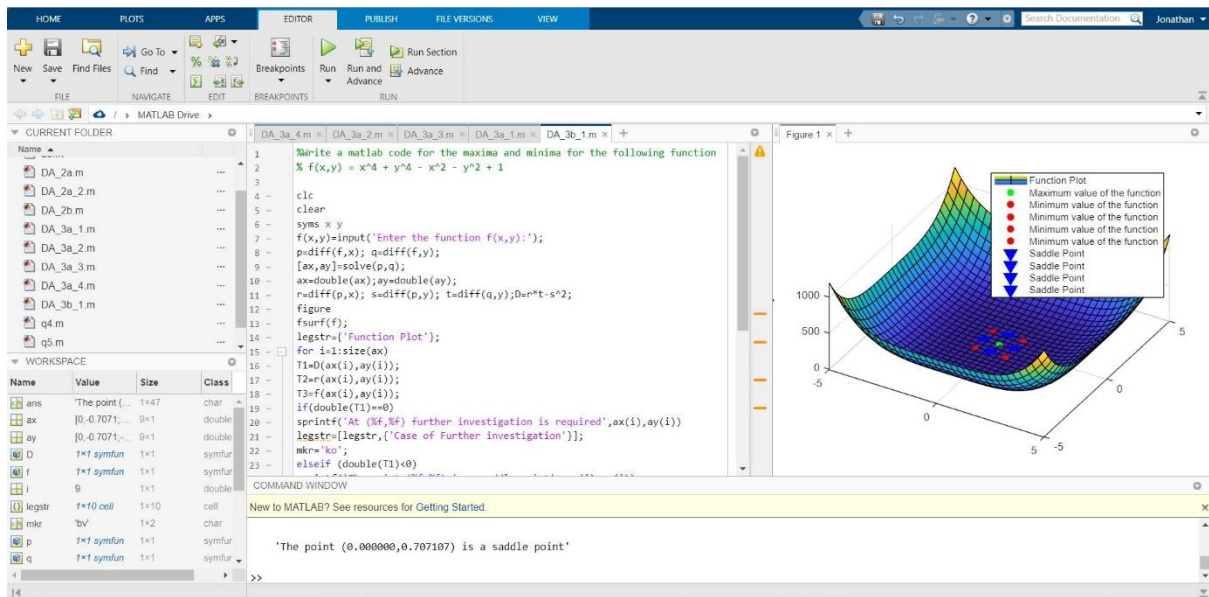 HOME PLOTS APPS EDITOR PUBLISH FILE VERSIONS VIEW
Search Documentation
Jonathan
New Save Find Files
Go To
Find
Breakpoints
Run
Run and
Advance
Run Section
Advance
FILE NAVIGATE EDIT BREAKPOINTS RUN
/ MATLAB Drive
CURRENT FOLDER
Name
DA_2a.m
DA_2a_2.m
DA_2b.m
DA_3a_1.m
DA_3a_2.m
DA_3a_3.m
DA_3a_4.m
DA_3b_1.m
q4.m
q5.m
WORKSPACE
Name Value Size Class
ans 'The point (... 1×47 char
ax [0;-0.7071;... 9×1 double
ay [0;-0.7071;-... 9×1 double
D 1×1 symfun 1×1 symfur
f 1×1 symfun 1×1 symfur
i 9 1×1 double
legstr 1×10 cell 1×10 cell
mkr 'bv' 1×2 char
p 1×1 symfun 1×1 symfur
q 1×1 symfun 1×1 symfur
DA_3a_4.m DA_3a_2.m DA_3a_3.m DA_3a_1.m DA_3b_1.m
1 %Write a matlab code for the maxima and minima for the following function
2 % f(x,y) = x^4 + y^4 - x^2 - y^2 + 1
3
4 clc
5 clear
6 syms x y
7 f(x,y)=input('Enter the function f(x,y):');
8 p=diff(f,x); q=diff(f,y);
9 [ax,ay]=solve(p,q);
10 ax=double(ax);ay=double(ay);
11 r=diff(p,x); s=diff(p,y); t=diff(q,y);D=r*t-s^2;
12 figure
13 fsurf(f);
14 legstr={'Function Plot'};
15 for i=1:size(ax)
16 T1=D(ax(i),ay(i));
17 T2=r(ax(i),ay(i));
18 T3=f(ax(i),ay(i));
19 if(double(T1)==0)
20 sprintf('At (%f,%f) further investigation is required',ax(i),ay(i))
21 legstr=[legstr,{'Case of Further investigation'}];
22 mkr='ko';
23 elseif (double(T1)<0)
COMMAND WINDOW
New to MATLAB? See resources for Getting Started.
'The point (0.000000,0.707107) is a saddle point'
>>
Figure 1
Function Plot
Maximum value of the function
Minimum value of the function
Minimum value of the function
Minimum value of the function
Minimum value of the function
Saddle Point
Saddle Point
Saddle Point
Saddle Point
1000
500
0
-5
0
5
-5
0
5